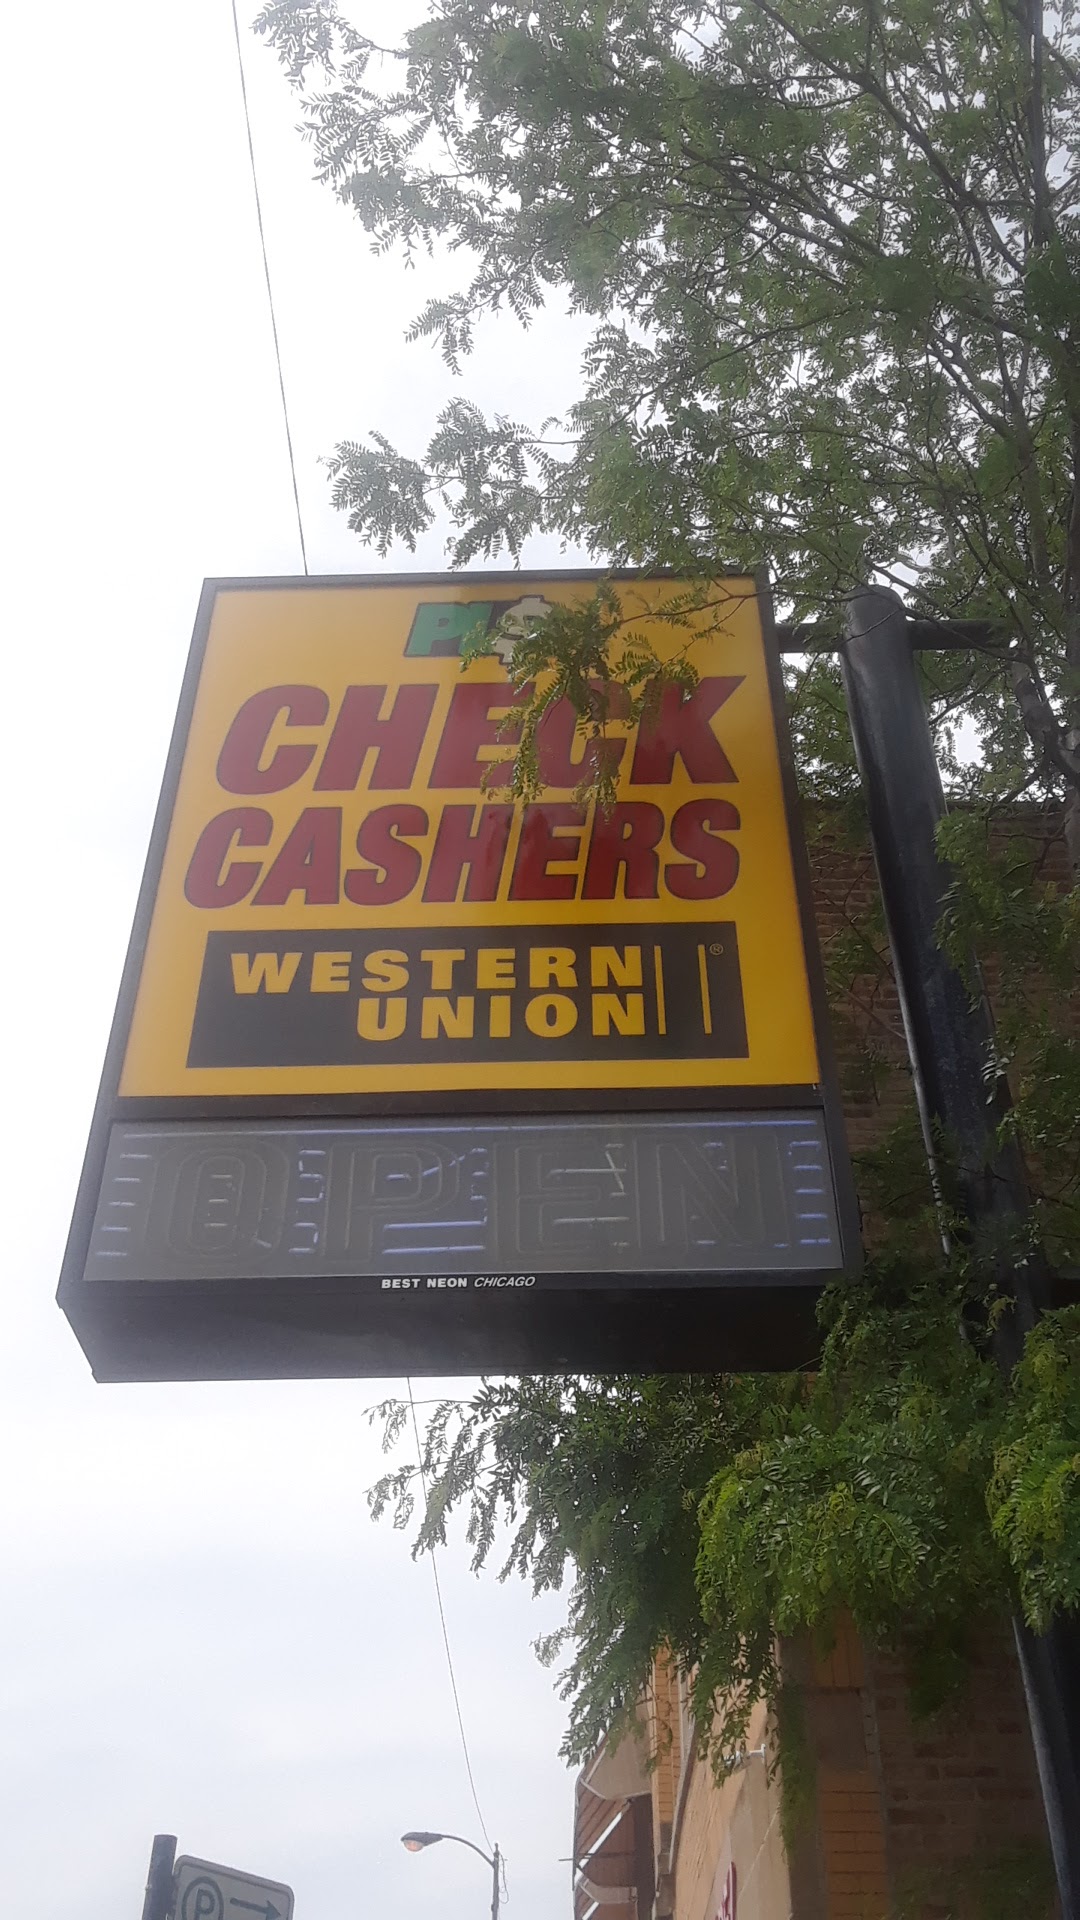 CHECK
CASHERS
WESTERN
UNION ®
OPEN
BEST NEON CHICAGO
P